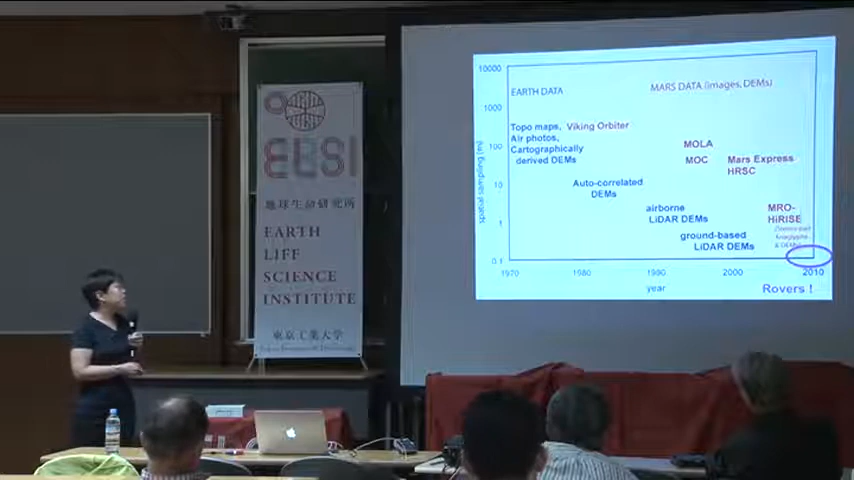 ELSI
地球生命研究所
EARTH
LIFE
SCIENCE
INSTITUTE
東京工業大学
EARTH DATA
MARS DATA (images, DEMs)
Topo maps,
Air photos,
Cartographically
derived DEMs
Viking Orbiter
MOLA
MOC
Mars Express
HRSC
Auto-correlated
DEMs
airborne
LiDAR DEMs
MRO-
HiRISE
ground-based
LiDAR DEMs
& DEMs)
spatial sampling (m)
10000
1000
100
10
1
0.1
1970
1980
1990
2000
2010
year
Rovers !